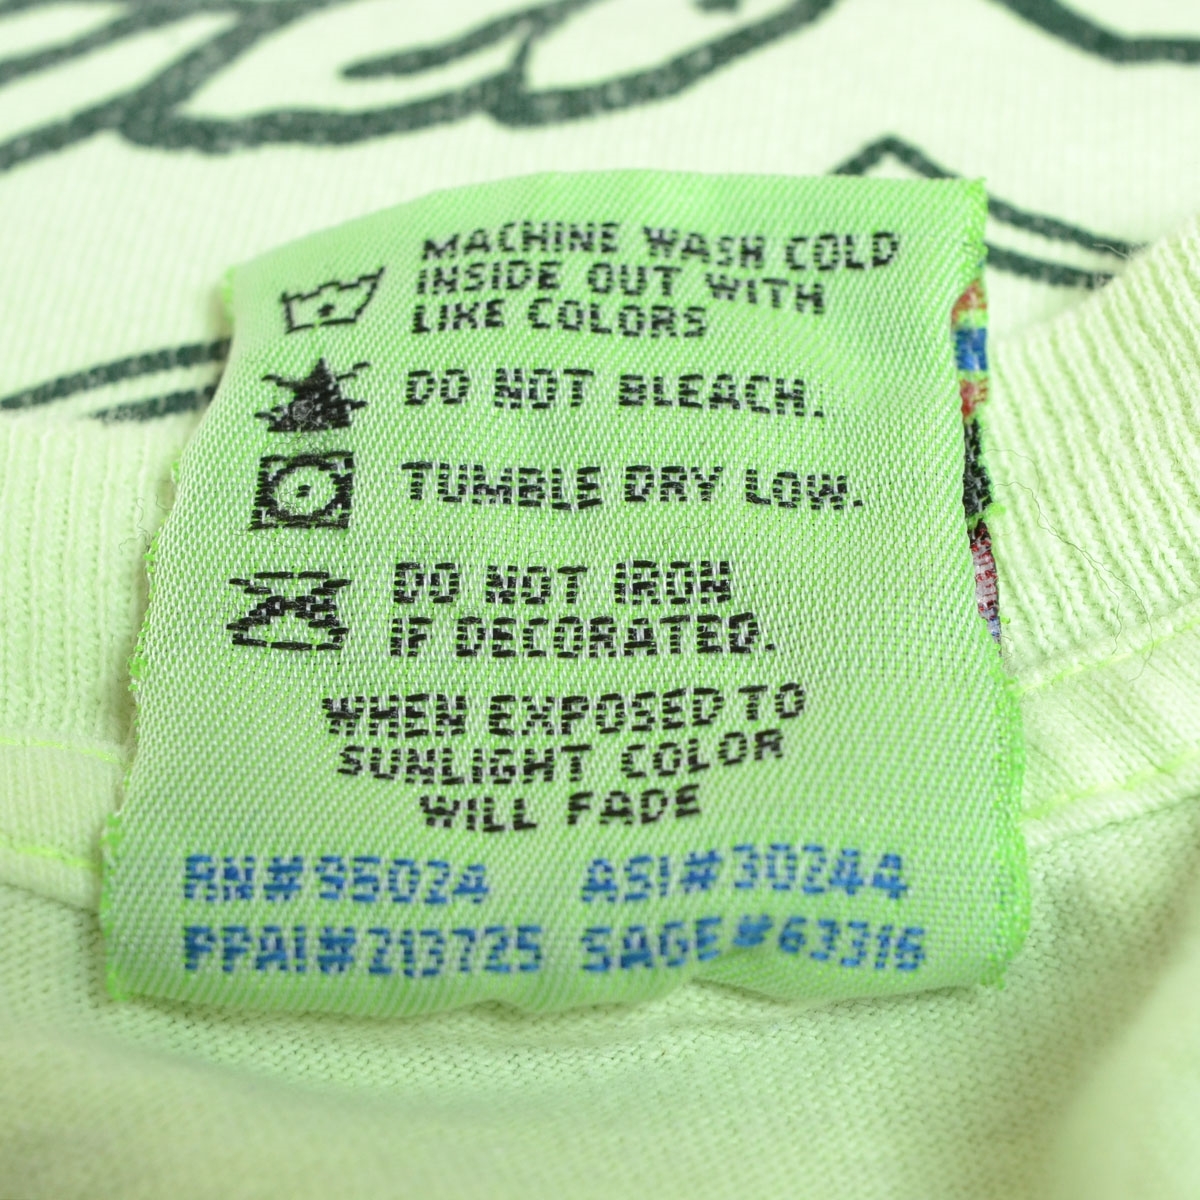 MACHINE WASH COLD
INSIDE OUT WITH
LIKE COLORS
DO NOT BLEACH.
TUMBLE DRY LOW.
DO NOT IRON
IF DECORATED.
WHEN EXPOSED TO
SUNLIGHT COLOR
WILL FADE
RN#95024 ASI#30244
PPAI#213725 SAGE#63316